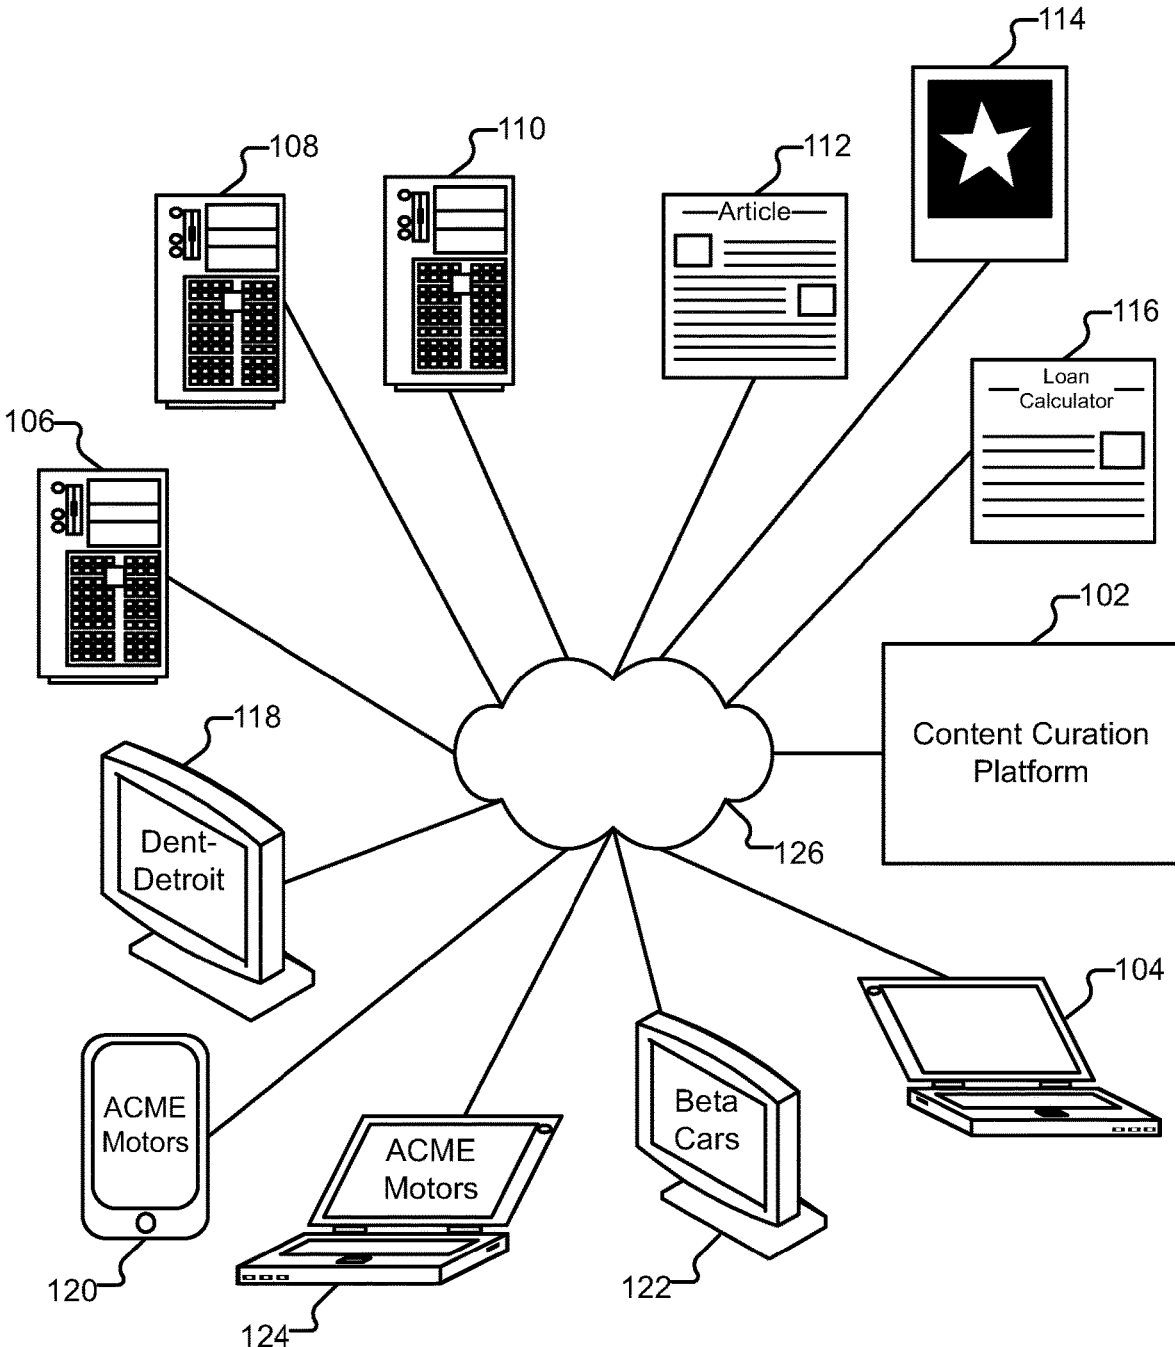 114
110
108
112
Article
116
Loan
Calculator
106
102
118
Content Curation
Platform
Dent-
Detroit
126
104
ACME
Motors
Beta
Cars
ACME
Motors
120
122
124